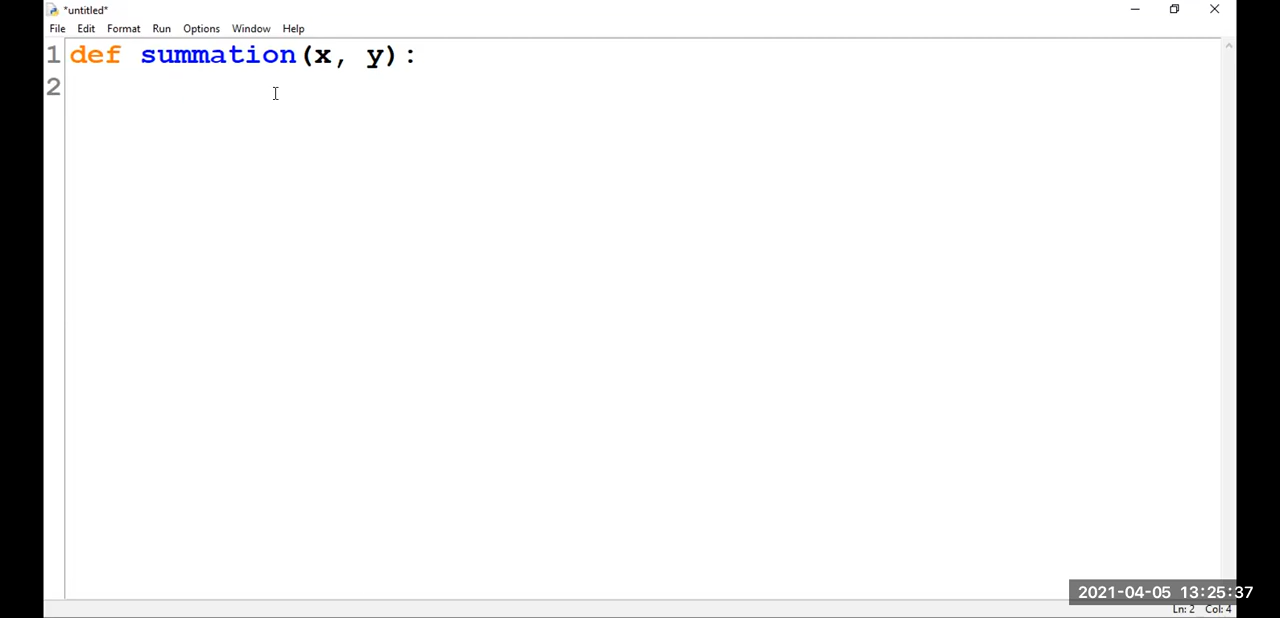 *untitled*
File Edit Format Run Options Window Help
1 def summation(x, y):
2
2021-04-05 13:25:37
Ln: 2 Col: 4